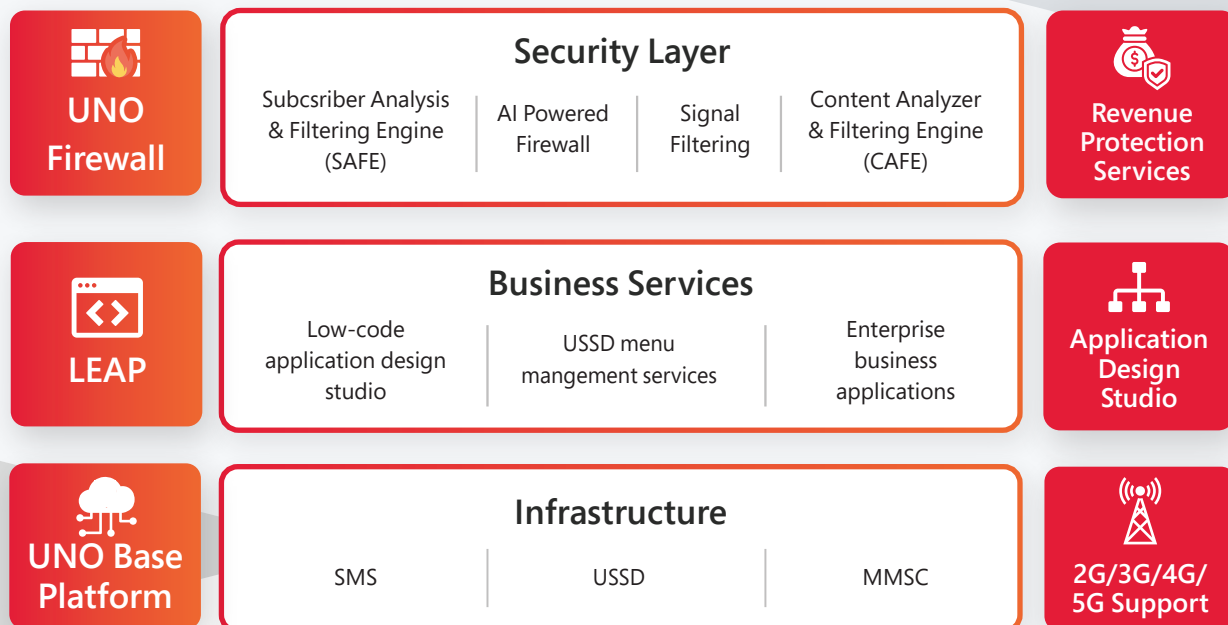 UNO
Firewall
Security Layer
Subcsriber Analysis
& Filtering Engine
(SAFE)
AI Powered
Firewall
Signal
Filtering
Content Analyzer
& Filtering Engine
(CAFE)
$
Revenue
Protection
Services
LEAP
Business Services
Low-code
application design
studio
USSD menu
mangement services
Enterprise
business
applications
Application
Design
Studio
UNO Base
Platform
Infrastructure
SMS
USSD
MMSC
2G/3G/4G/
5G Support